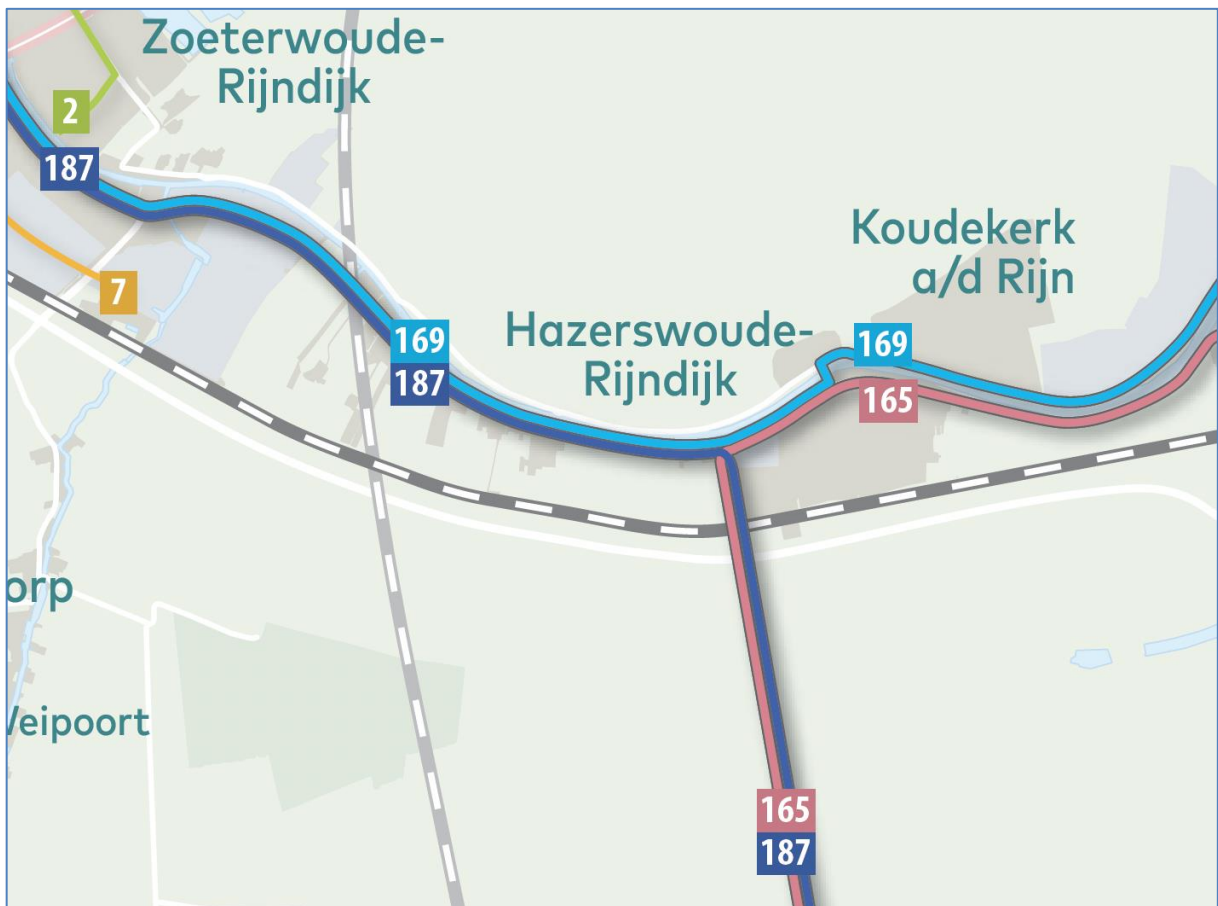 Zoeterwoude-
Rijndijk
2
187
Koudekerk
a/d Rijn
7
169
187
Hazerswoude-
Rijndijk
169
165
orp
Veipoort
165
187